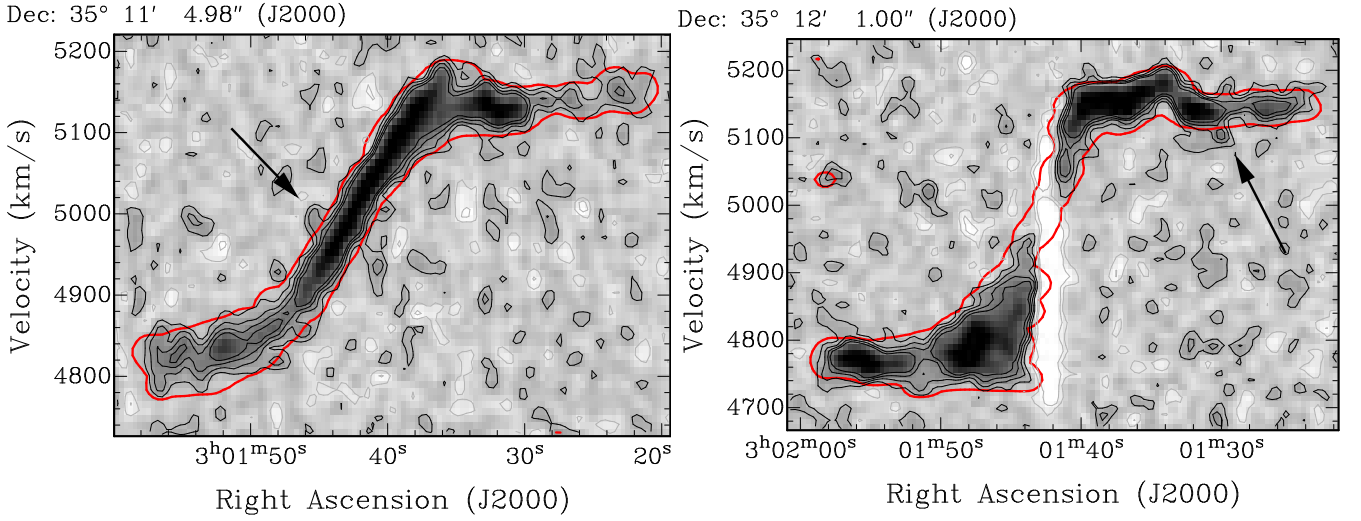 Dec: 35° 11′ 4.98″ (J2000)
5200
5100
5000
4900
4800
Velocity (km/s)
3ʰ01ᵐ50ˢ 40ˢ 30ˢ 20ˢ
Right Ascension (J2000)
Dec: 35° 12′ 1.00″ (J2000)
5200
5100
5000
4900
4800
4700
Velocity (km/s)
3ʰ02ᵐ00ˢ 01ᵐ50ˢ 01ᵐ40ˢ 01ᵐ30ˢ
Right Ascension (J2000)